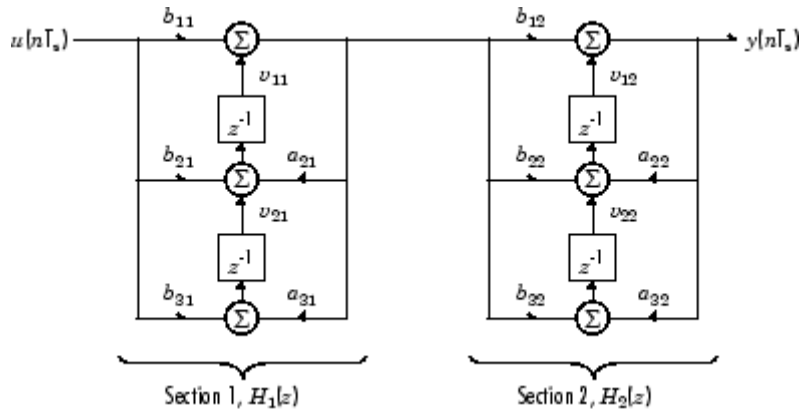 b₁₁ b₁₂
u(nTₛ) Σ Σ y(nTₛ)
v₁₁ v₁₂
z⁻¹ z⁻¹
b₂₁ a₂₁ b₂₂ a₂₂
Σ Σ
v₂₁ v₂₂
z⁻¹ z⁻¹
b₃₁ a₃₁ b₃₂ a₃₂
Σ Σ
Section 1, H₁(z) Section 2, H₂(z)